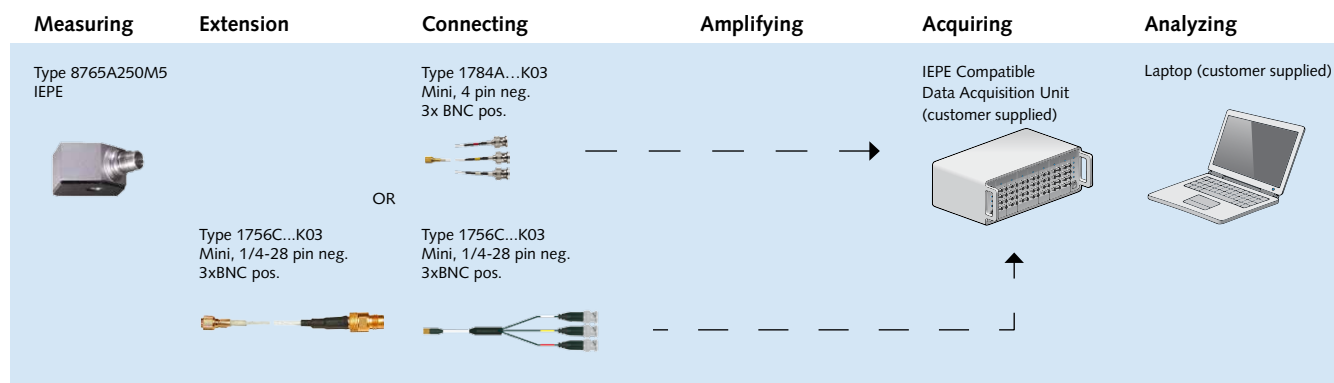 Measuring
Extension
Connecting
Amplifying
Acquiring
Analyzing
Type 8765A250M5
IEPE
Type 1784A…K03
Mini, 4 pin neg.
3x BNC pos.
IEPE Compatible
Data Acquisition Unit
(customer supplied)
Laptop (customer supplied)
OR
Type 1756C...K03
Mini, 1/4-28 pin neg.
3xBNC pos.
Type 1756C...K03
Mini, 1/4-28 pin neg.
3xBNC pos.